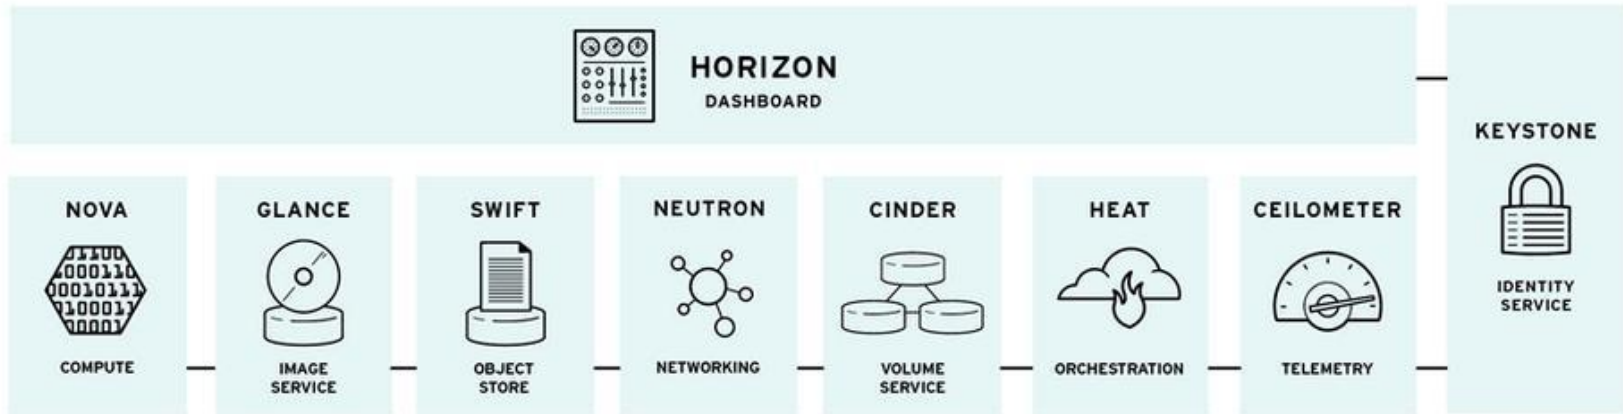 HORIZON
DASHBOARD
KEYSTONE
IDENTITY
SERVICE
NOVA
COMPUTE
GLANCE
IMAGE
SERVICE
SWIFT
OBJECT
STORE
NEUTRON
NETWORKING
CINDER
VOLUME
SERVICE
HEAT
ORCHESTRATION
CEILOMETER
TELEMETRY